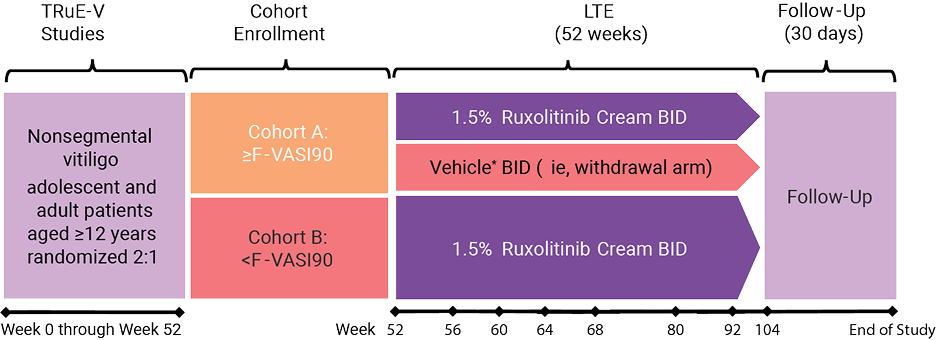 TRuE-V
Studies
Cohort
Enrollment
LTE
(52 weeks)
Follow-Up
(30 days)
Nonsegmental
vitiligo
adolescent and
adult patients
aged ≥12 years
randomized 2:1
Cohort A:
≥F-VASI90
Cohort B:
<F-VASI90
1.5% Ruxolitinib Cream BID
Vehicle* BID ( ie, withdrawal arm)
1.5% Ruxolitinib Cream BID
Follow-Up
Week 0 through Week 52
Week 52 56 60 64 68 80 92 104 End of Study